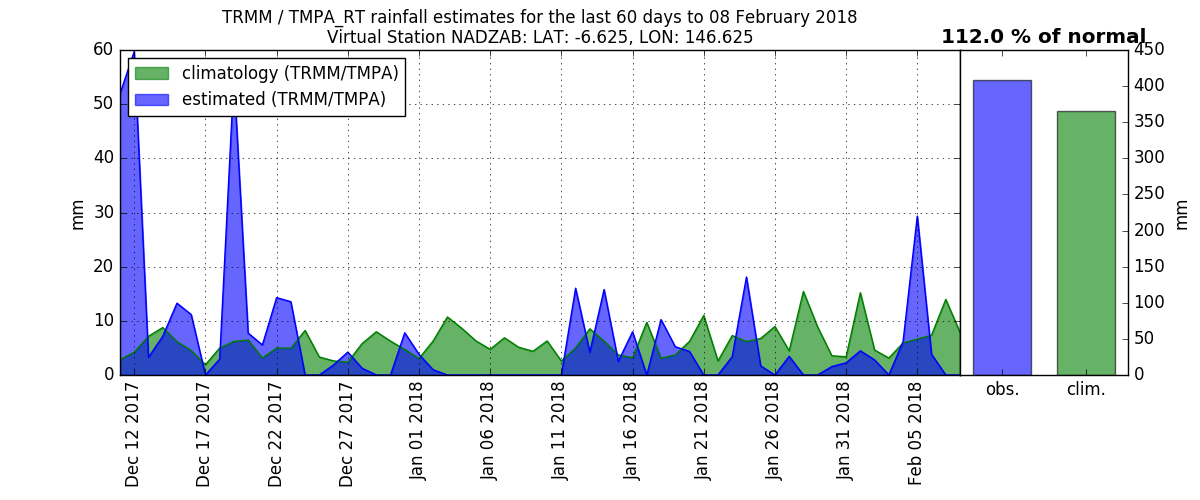 TRMM / TMPA_RT rainfall estimates for the last 60 days to 08 February 2018
Virtual Station NADZAB: LAT: -6.625, LON: 146.625
112.0 % of normal
climatology (TRMM/TMPA)
estimated (TRMM/TMPA)
60
50
40
30
20
10
0
mm
450
400
350
300
250
200
150
100
50
0
mm
Dec 12 2017
Dec 17 2017
Dec 22 2017
Dec 27 2017
Jan 01 2018
Jan 06 2018
Jan 11 2018
Jan 16 2018
Jan 21 2018
Jan 26 2018
Jan 31 2018
Feb 05 2018
obs.
clim.